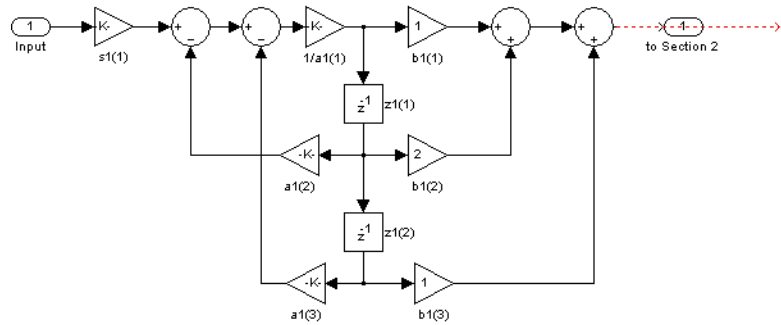 1
K-
+
−
+
−
K-
1
+
+
+
+
1
Input
s1(1)
1/a1(1)
b1(1)
to Section 2
z^-1
z1(1)
-K-
2
a1(2)
b1(2)
z^-1
z1(2)
-K-
1
a1(3)
b1(3)